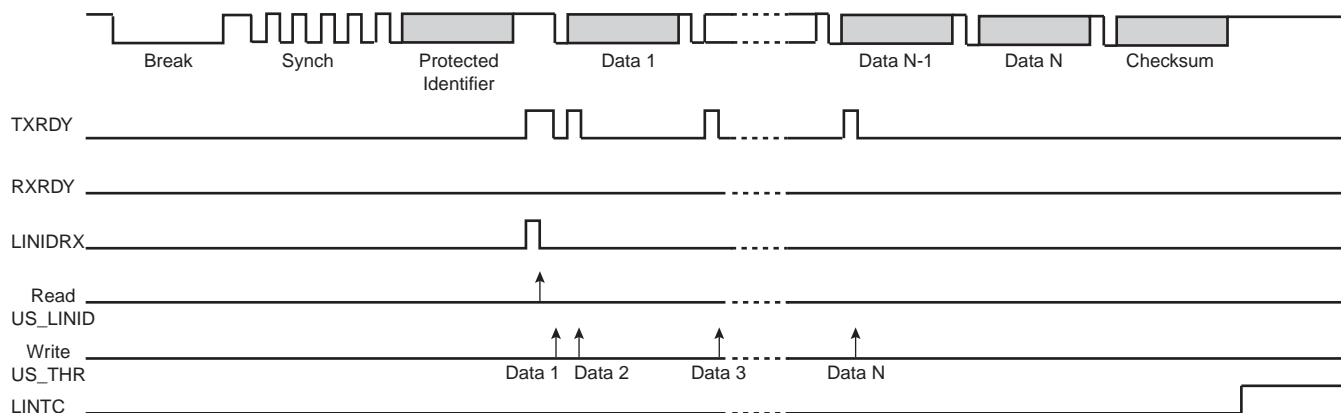 Break Synch Protected Data 1 Data N-1 Data N Checksum
Identifier
TXRDY
RXRDY
LINIDRX
Read
US_LINID
Write
US_THR Data 1 Data 2 Data 3 Data N
LINTC